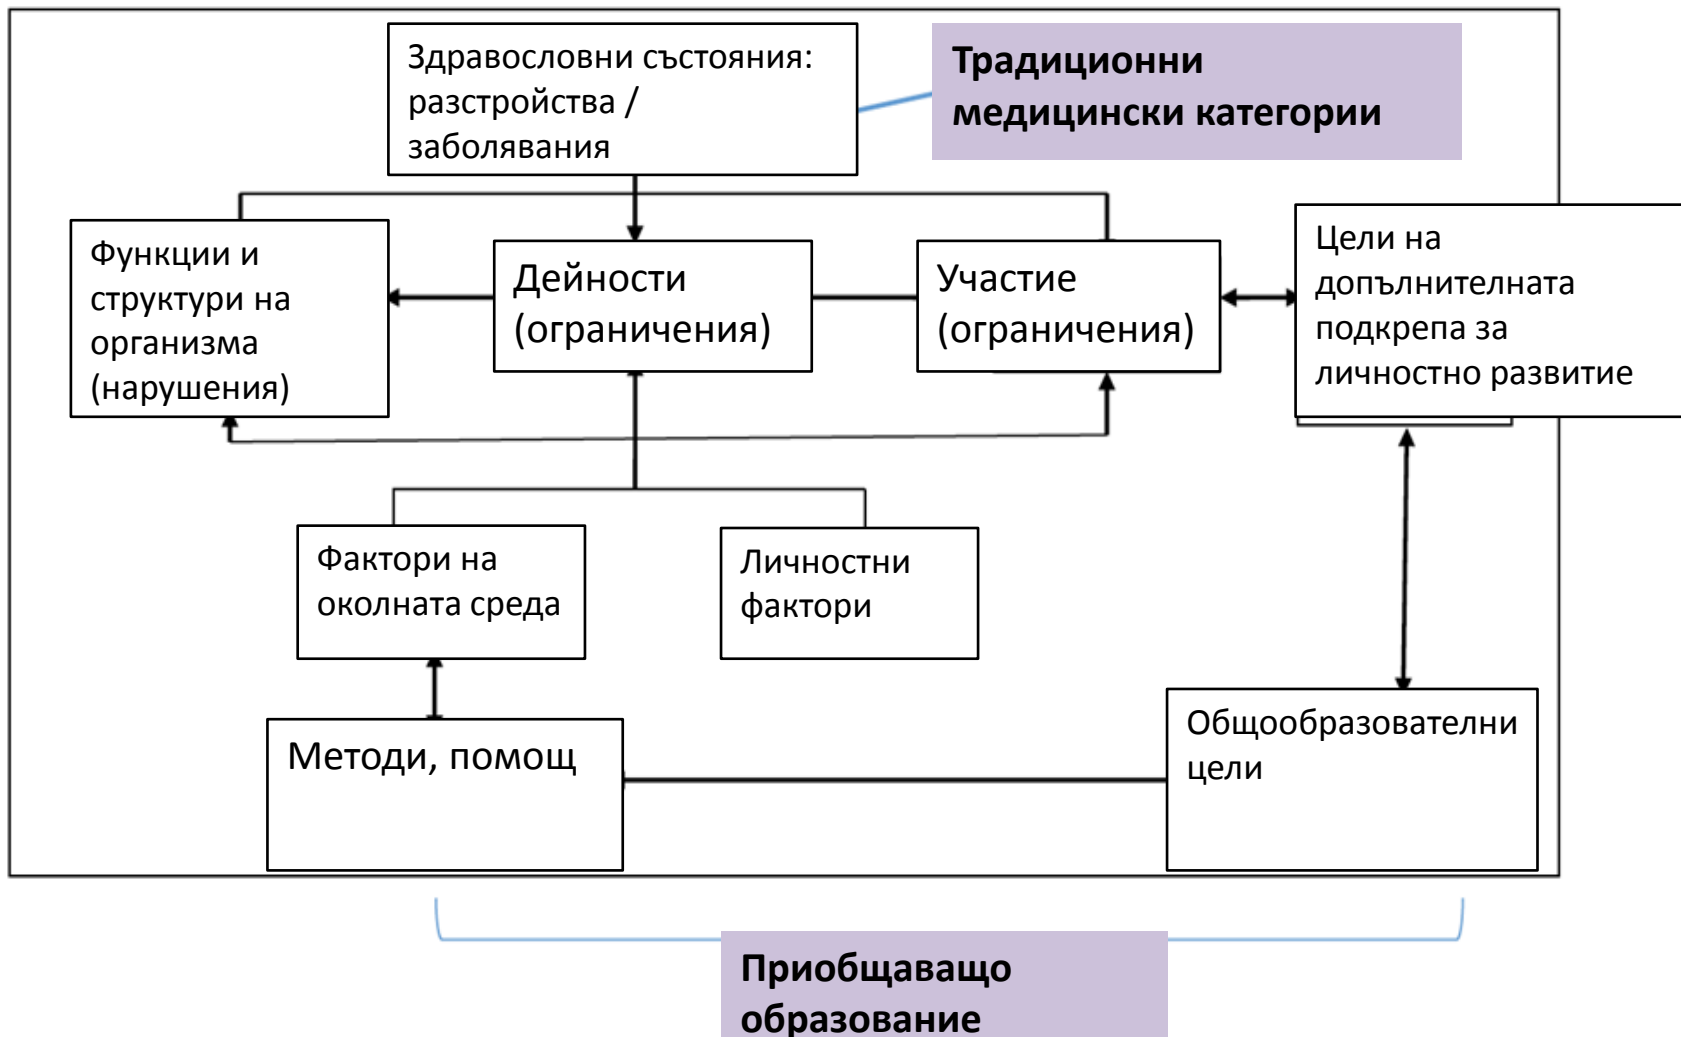 Здравословни състояния:
разстройства /
заболявания
Традиционни
медицински категории
Функции и
структури на
организма
(нарушения)
Дейности
(ограничения)
Участие
(ограничения)
Цели на
допълнителната
подкрепа за
личностно развитие
Фактори на
околната среда
Личностни
фактори
Методи, помощ
Общообразователни
цели
Приобщаващо
образование